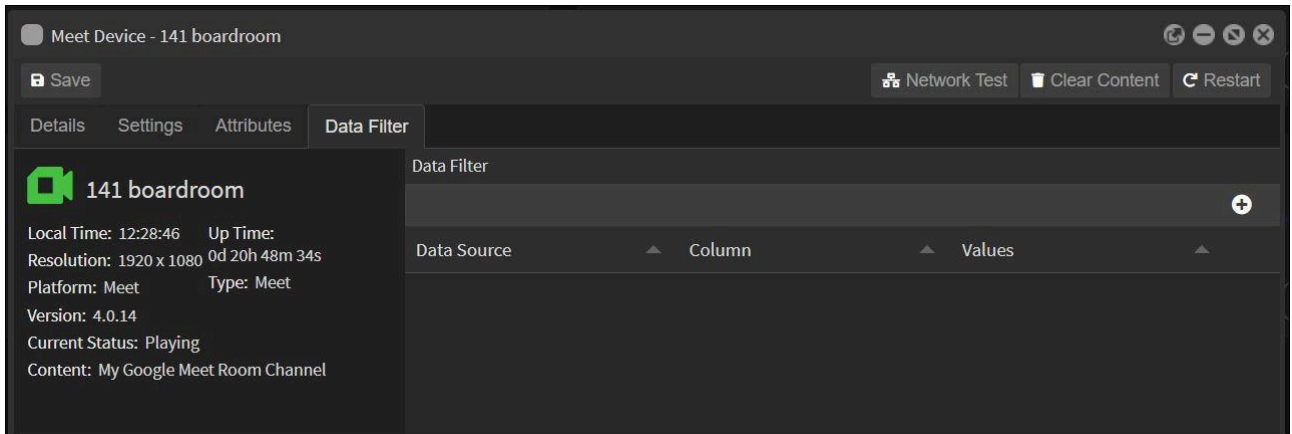 Meet Device - 141 boardroom
Save
Network Test Clear Content Restart
Details Settings Attributes Data Filter
141 boardroom
Local Time: 12:28:46
Resolution: 1920 x 1080
Platform: Meet
Version: 4.0.14
Current Status: Playing
Content: My Google Meet Room Channel
Up Time:
0d 20h 48m 34s
Type: Meet
Data Filter
Data Source Column Values